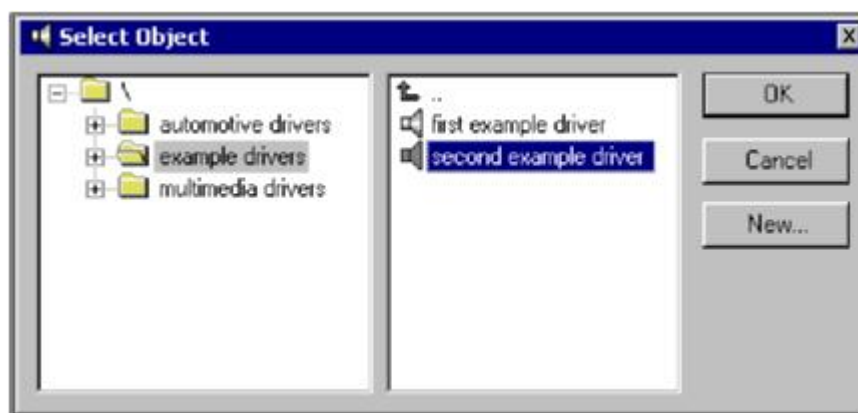 Select Object
\
automotive drivers
example drivers
multimedia drivers
..
first example driver
second example driver
OK
Cancel
New...